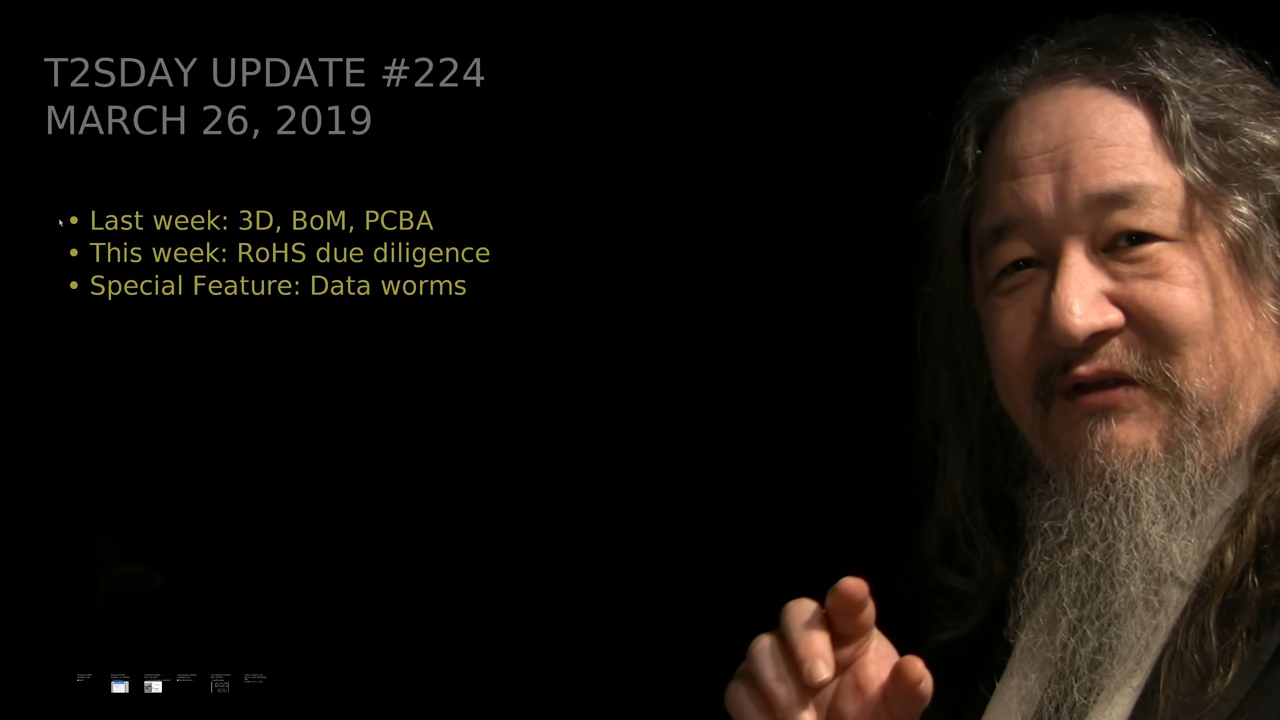 T2SDAY UPDATE #224
MARCH 26, 2019
• Last week: 3D, BoM, PCBA
• This week: RoHS due diligence
• Special Feature: Data worms